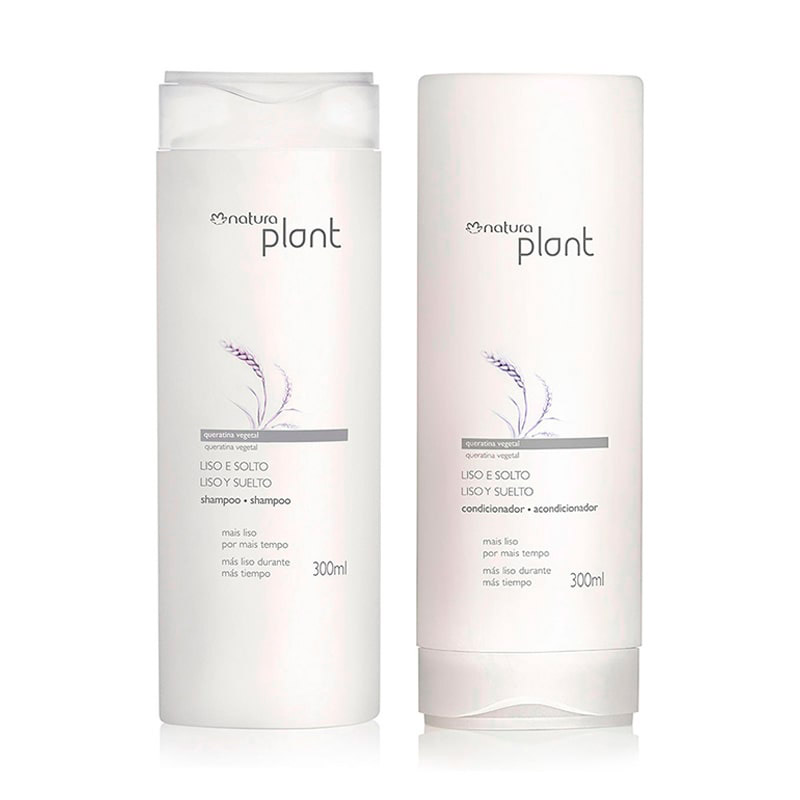 natura
plant
queratina vegetal
queratina vegetal
LISO E SOLTO
LISO Y SUELTO
shampoo • shampoo
mais liso
por mais tempo
más liso durante
más tiempo
300ml
natura
plant
queratina vegetal
queratina vegetal
LISO E SOLTO
LISO Y SUELTO
condicionador • acondicionador
mais liso
por mais tempo
más liso durante
más tiempo
300ml